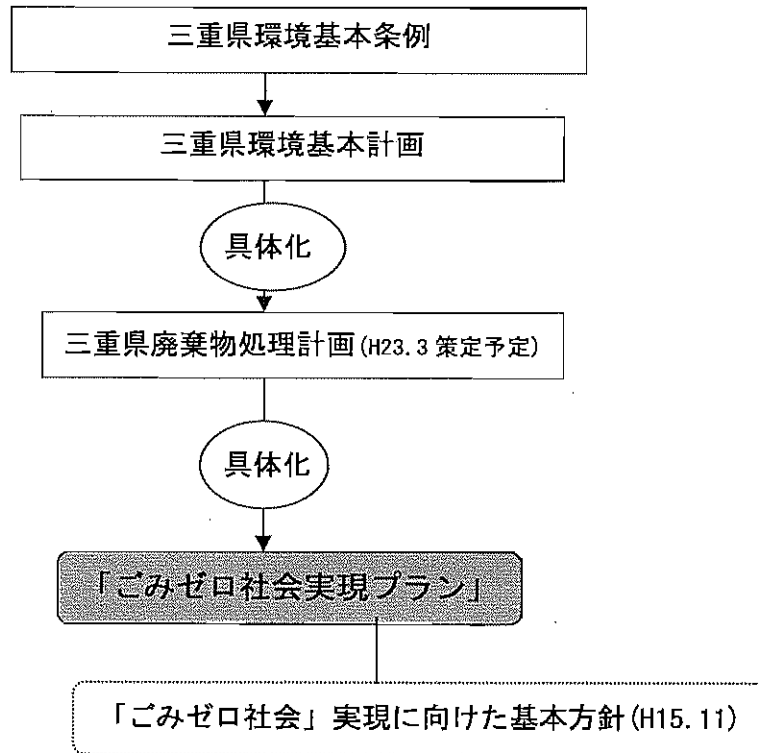 三重県環境基本条例
三重県環境基本計画
具体化
三重県廃棄物処理計画(H23.3 策定予定)
具体化
「ごみゼロ社会実現プラン」
「ごみゼロ社会」実現に向けた基本方針(H15.11)